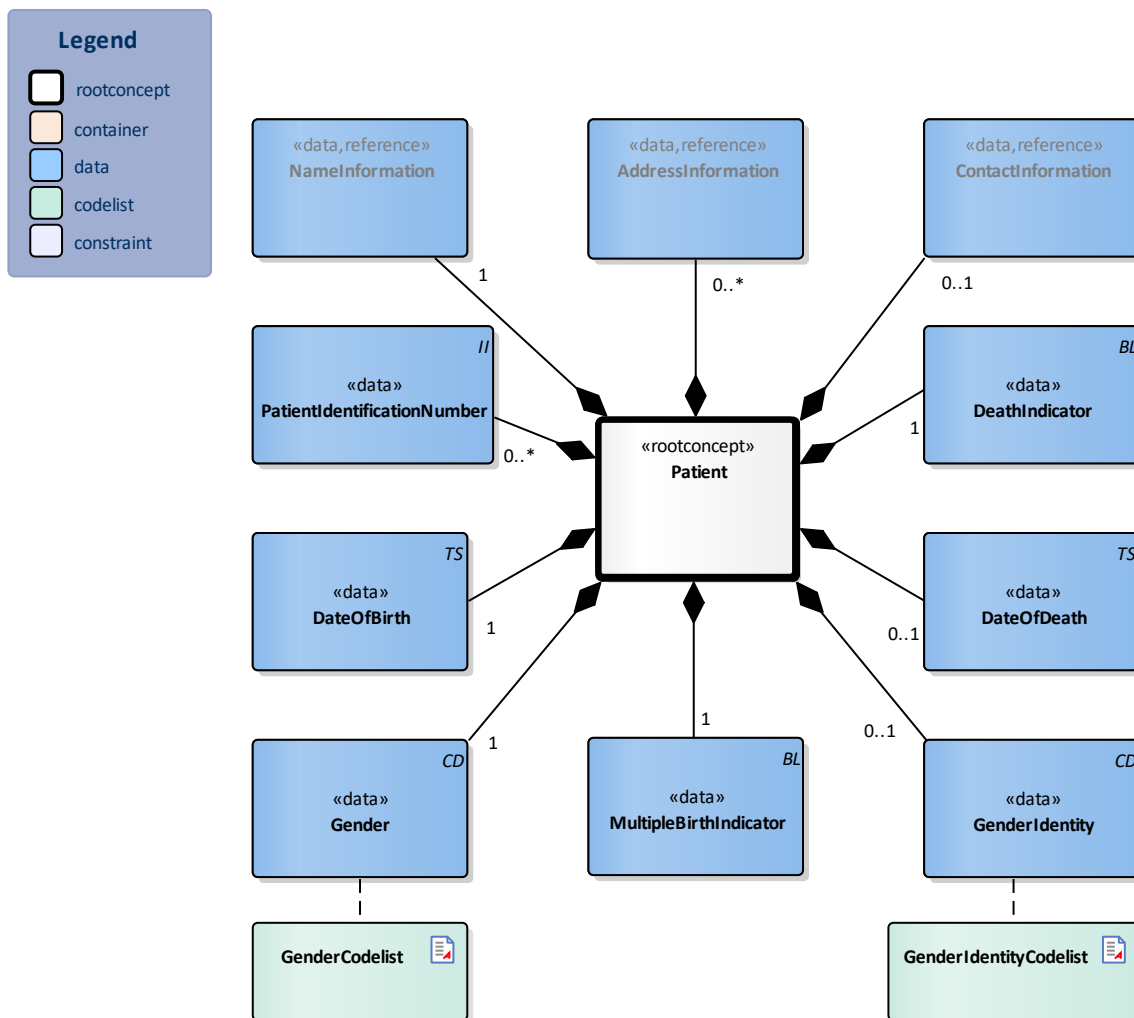 Legend
rootconcept
container
data
codelist
constraint
«data,reference»
NameInformation
«data,reference»
AddressInformation
«data,reference»
ContactInformation
1
0..*
0..1
II
«data»
PatientIdentificationNumber
0..*
«rootconcept»
Patient
BL
«data»
DeathIndicator
1
TS
«data»
DateOfBirth
1
TS
«data»
DateOfDeath
0..1
CD
«data»
Gender
1
BL
«data»
MultipleBirthIndicator
1
CD
«data»
GenderIdentity
0..1
GenderCodelist
GenderIdentityCodelist